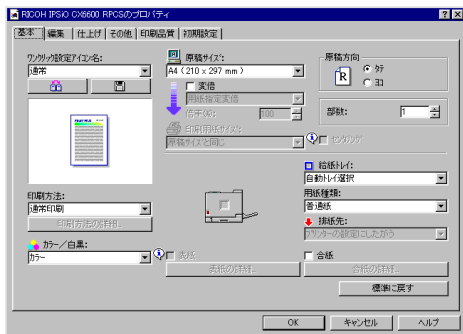 RICOH IPSiO CX6600 RPCSのプロパティ
基本 編集 仕上げ その他 印刷品質 初期設定
ワンクリック設定アイコン名:
通常
原稿サイズ:
A4 (210 x 297 mm)
変倍
用紙指定変倍
倍率(%):
100
印刷用紙サイズ:
原稿サイズと同じ
原稿方向
R
タテ
ヨコ
部数:
1
センタリング
印刷方法:
通常印刷
印刷方法の詳細...
カラー/白黒:
カラー
給紙トレイ:
自動トレイ選択
用紙種類:
普通紙
排紙先:
プリンターの設定にしたがう
表紙
表紙の詳細...
合紙
合紙の詳細...
標準に戻す
OK キャンセル ヘルプ